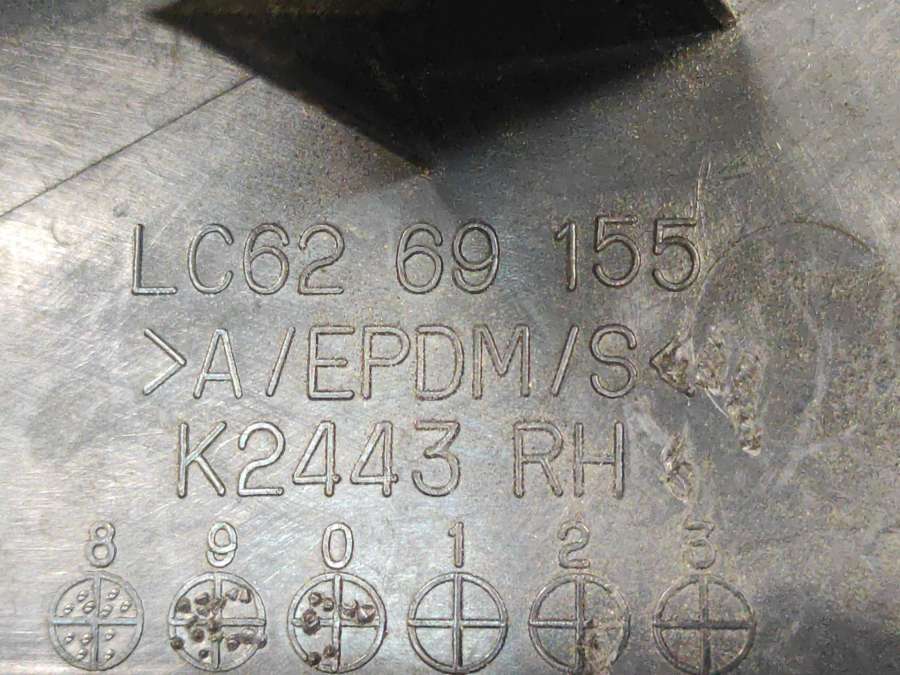 LC62 69 155
>A/EPDM/S<
K2443 RH
8 9 0 1 2 3